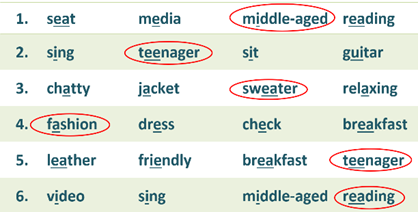 1. seat media middle-aged reading
2. sing teenager sit guitar
3. chatty jacket sweater relaxing
4. fashion dress check breakfast
5. leather friendly breakfast teenager
6. video sing middle-aged reading